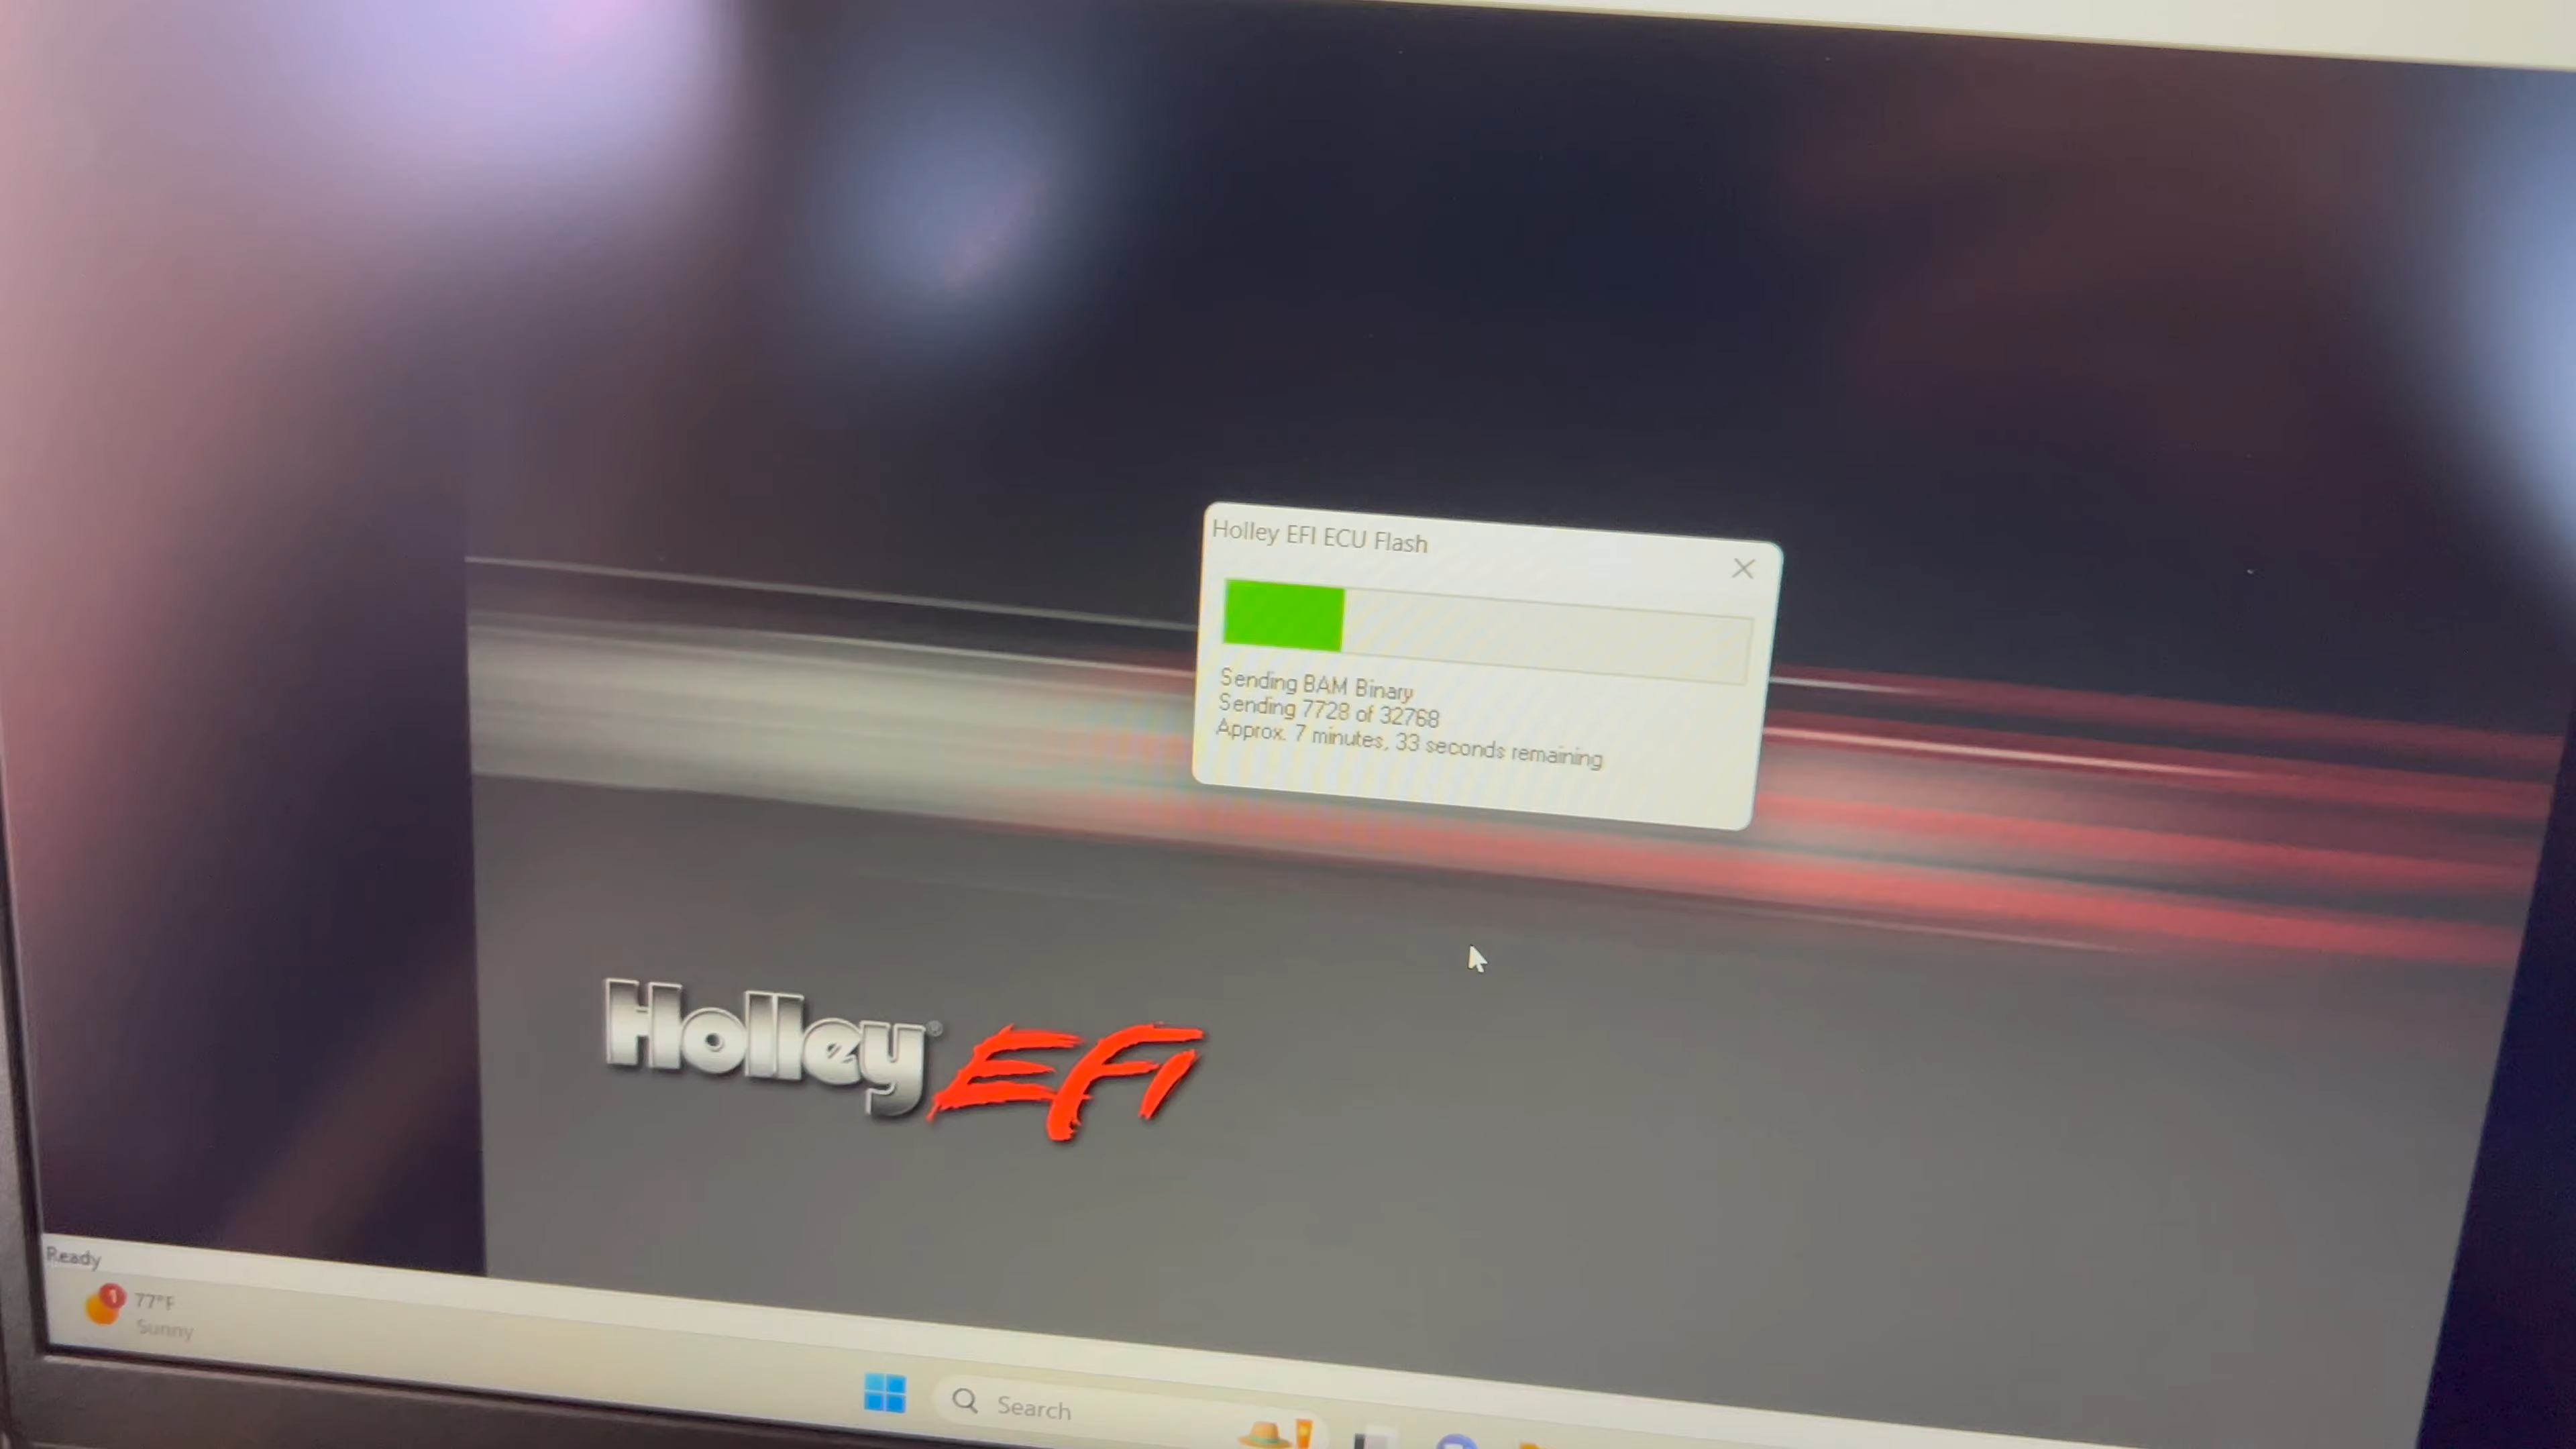 Holley EFI ECU Flash
Sending BAM Binary
Sending 7728 of 32768
Approx. 7 minutes, 33 seconds remaining
Holley® EFI
Ready
1
77°F
Sunny
Search